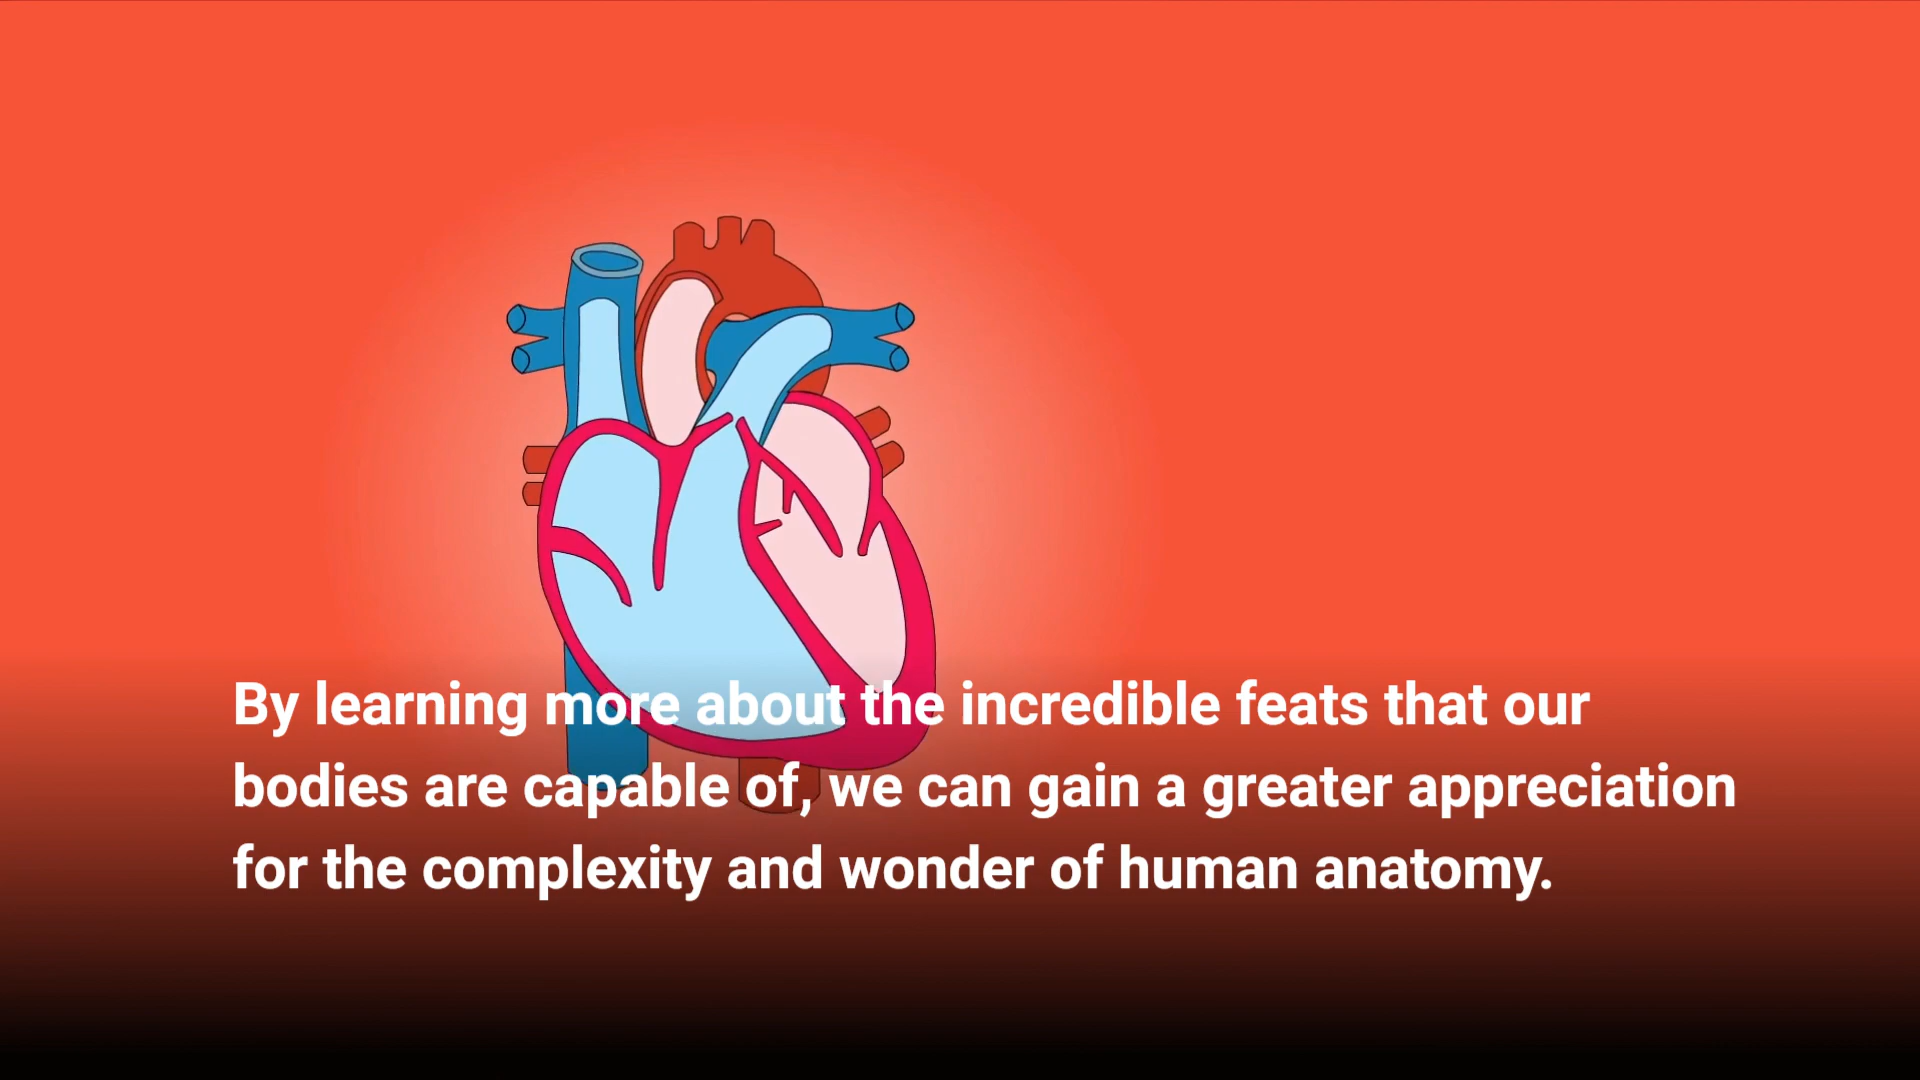 By learning more about the incredible feats that our
bodies are capable of, we can gain a greater appreciation
for the complexity and wonder of human anatomy.